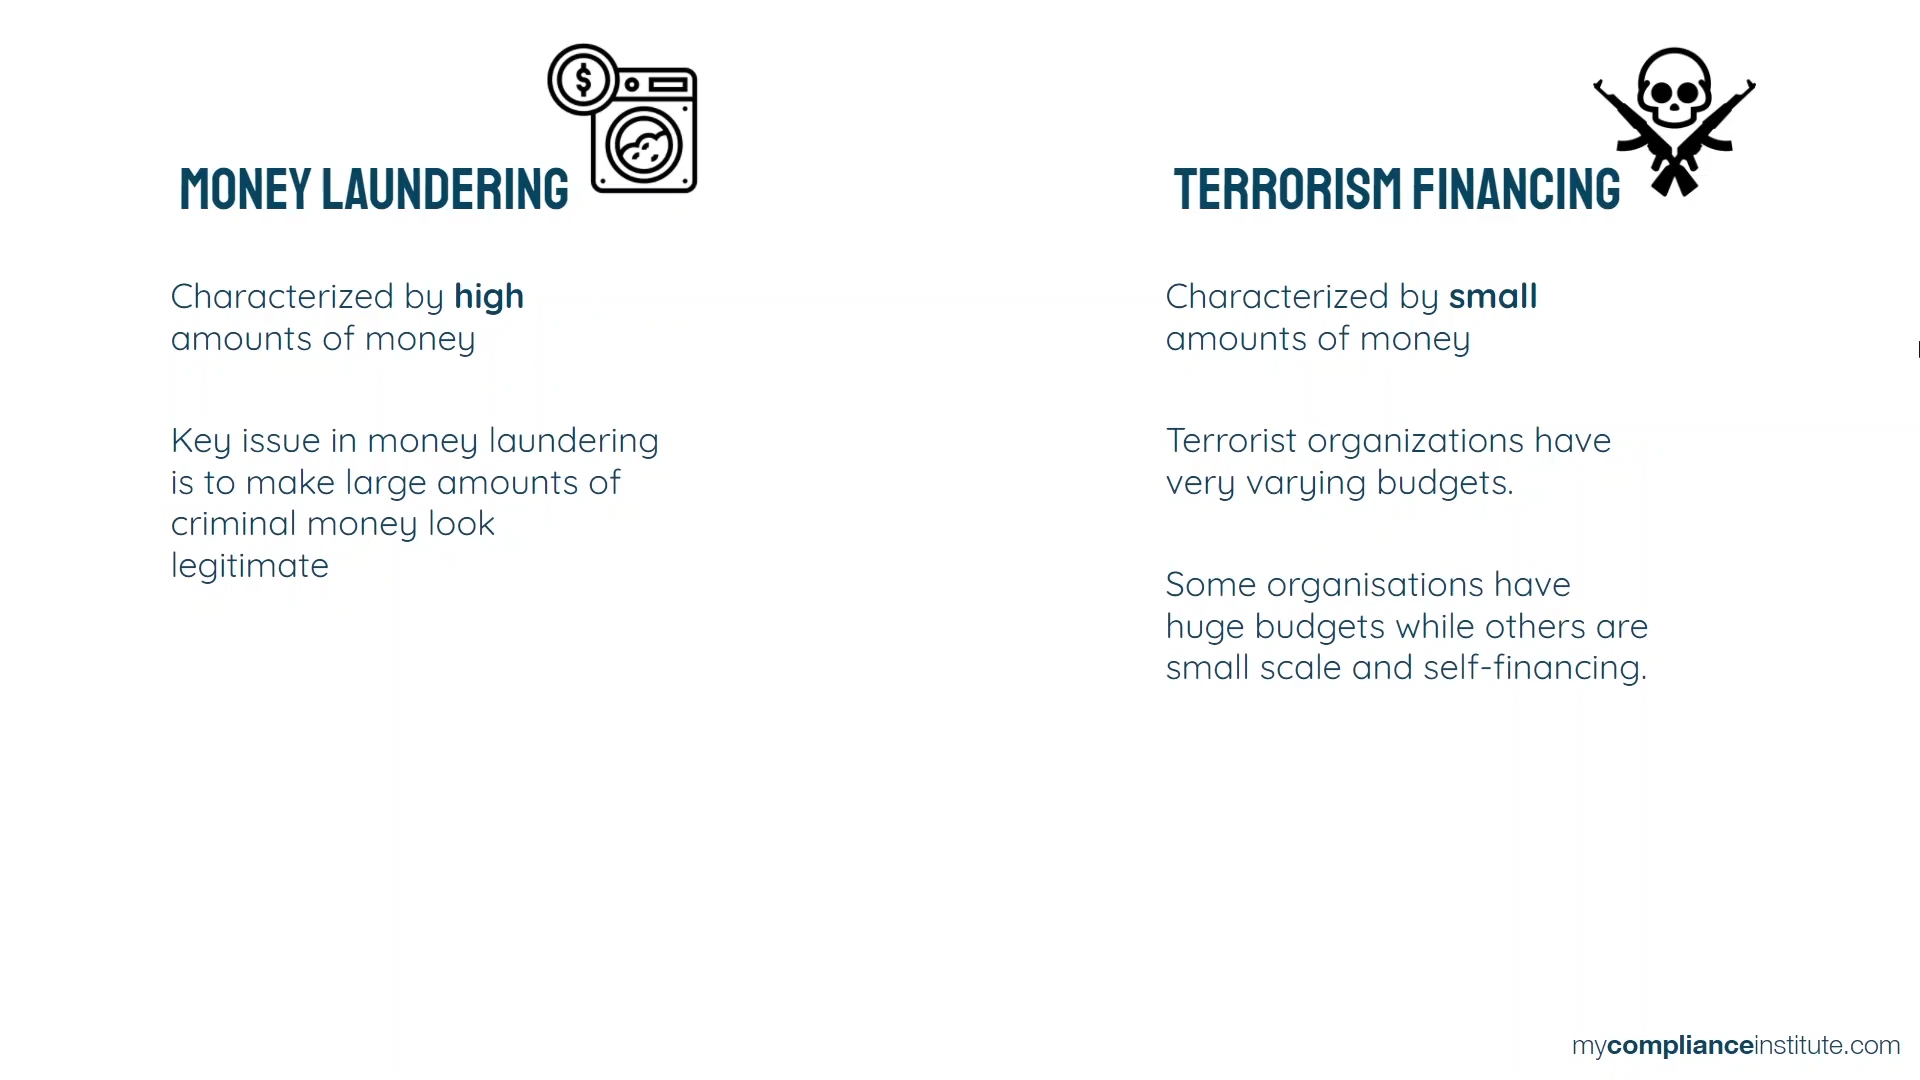 MONEY LAUNDERING
Characterized by high
amounts of money
Key issue in money laundering
is to make large amounts of
criminal money look
legitimate
TERRORISM FINANCING
Characterized by small
amounts of money
Terrorist organizations have
very varying budgets.
Some organisations have
huge budgets while others are
small scale and self-financing.
mycomplianceinstitute.com